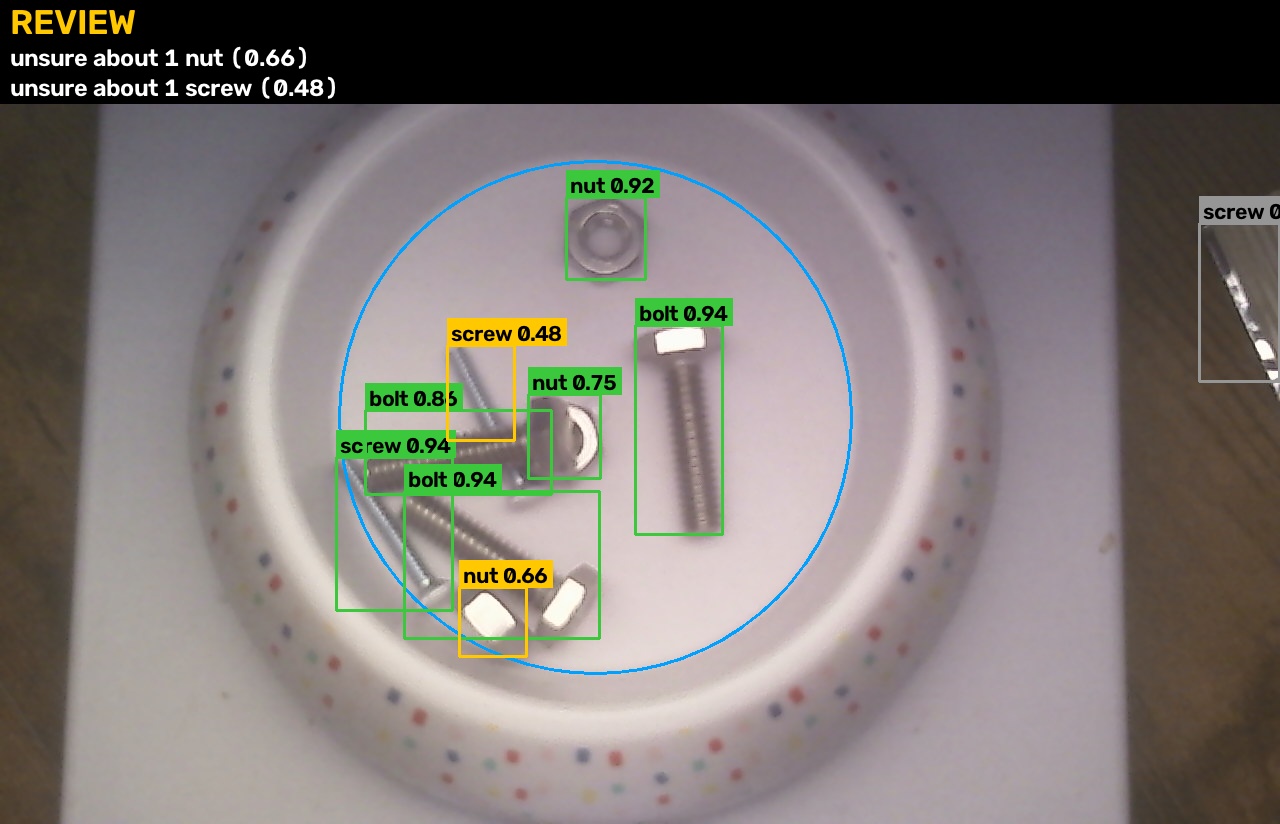 REVIEW
unsure about 1 nut (0.66)
unsure about 1 screw (0.48)
nut 0.92
screw 0
bolt 0.94
screw 0.48
nut 0.75
bolt 0.86
screw 0.94
bolt 0.94
nut 0.66